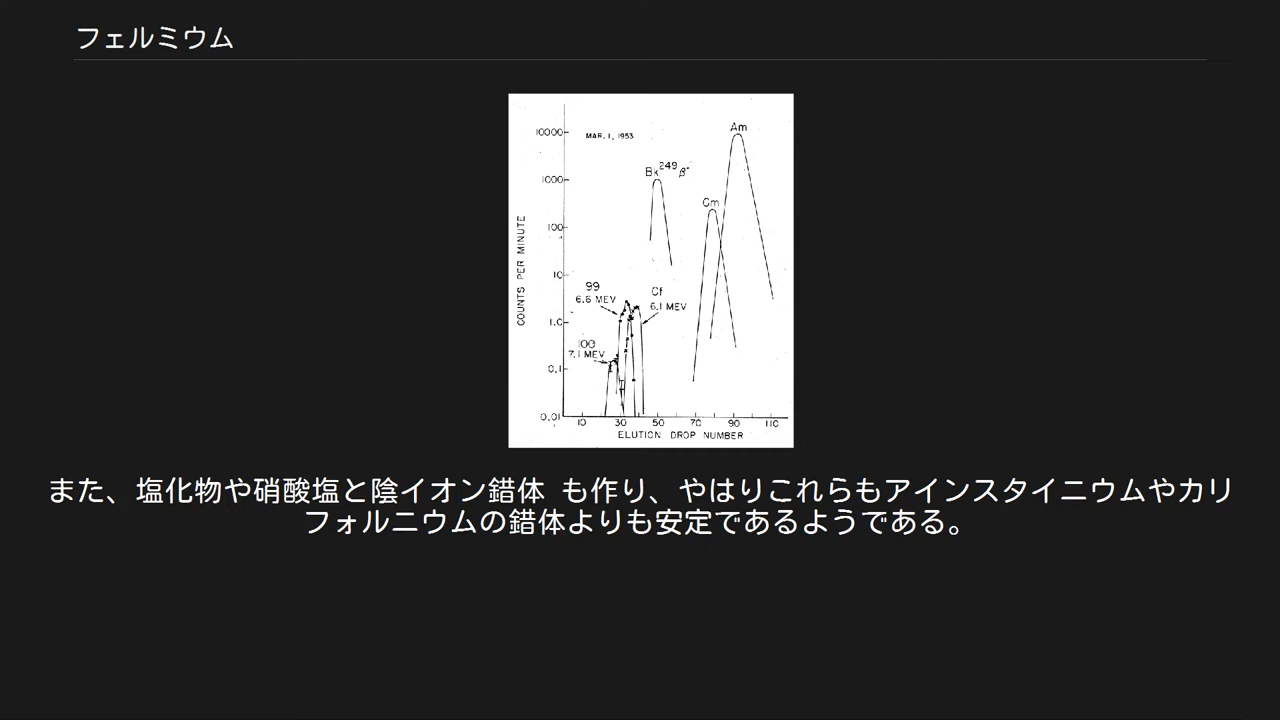 フェルミウム
10000
MAR. 1, 1953
Am
Bk249 β-
1000
Cm
100
COUNTS PER MINUTE
10
99
6.6 MEV
Cf
6.1 MEV
1.0
100
7.1 MEV
0.1
0.01
10 30 50 70 90 110
ELUTION DROP NUMBER
また、塩化物や硝酸塩と陰イオン錯体 も作り、やはりこれらもアインスタイニウムやカリ
フォルニウムの錯体よりも安定であるようである。